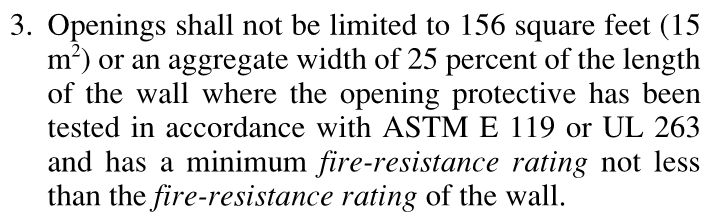 3. Openings shall not be limited to 156 square feet (15
m²) or an aggregate width of 25 percent of the length
of the wall where the opening protective has been
tested in accordance with ASTM E 119 or UL 263
and has a minimum fire-resistance rating not less
than the fire-resistance rating of the wall.